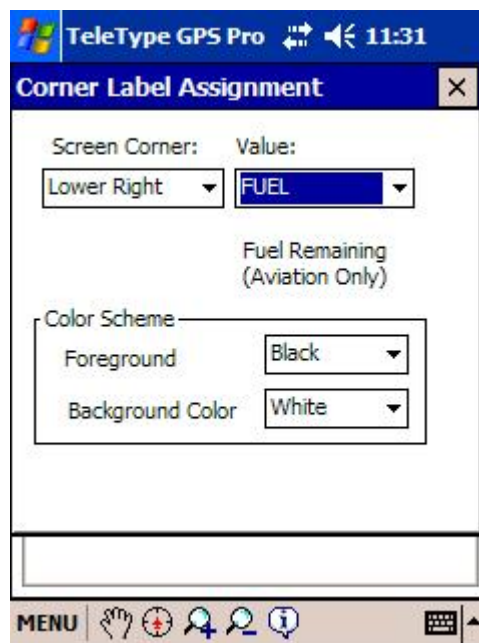 TeleType GPS Pro 11:31
Corner Label Assignment
Screen Corner: Value:
Lower Right FUEL
Fuel Remaining
(Aviation Only)
Color Scheme
Foreground Black
Background Color White
MENU